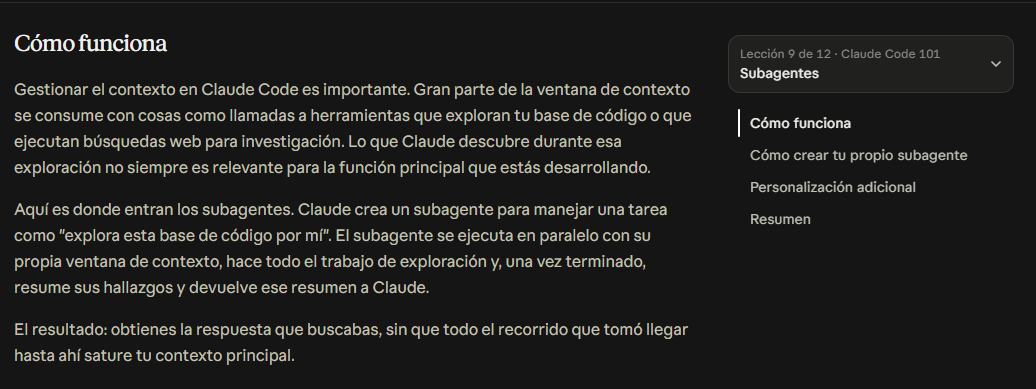 Cómo funciona
Gestionar el contexto en Claude Code es importante. Gran parte de la ventana de contexto
se consume con cosas como llamadas a herramientas que exploran tu base de código o que
ejecutan búsquedas web para investigación. Lo que Claude descubre durante esa
exploración no siempre es relevante para la función principal que estás desarrollando.
Aquí es donde entran los subagentes. Claude crea un subagente para manejar una tarea
como "explora esta base de código por mí". El subagente se ejecuta en paralelo con su
propia ventana de contexto, hace todo el trabajo de exploración y, una vez terminado,
resume sus hallazgos y devuelve ese resumen a Claude.
El resultado: obtienes la respuesta que buscabas, sin que todo el recorrido que tomó llegar
hasta ahí sature tu contexto principal.
Lección 9 de 12 · Claude Code 101
Subagentes
Cómo funciona
Cómo crear tu propio subagente
Personalización adicional
Resumen